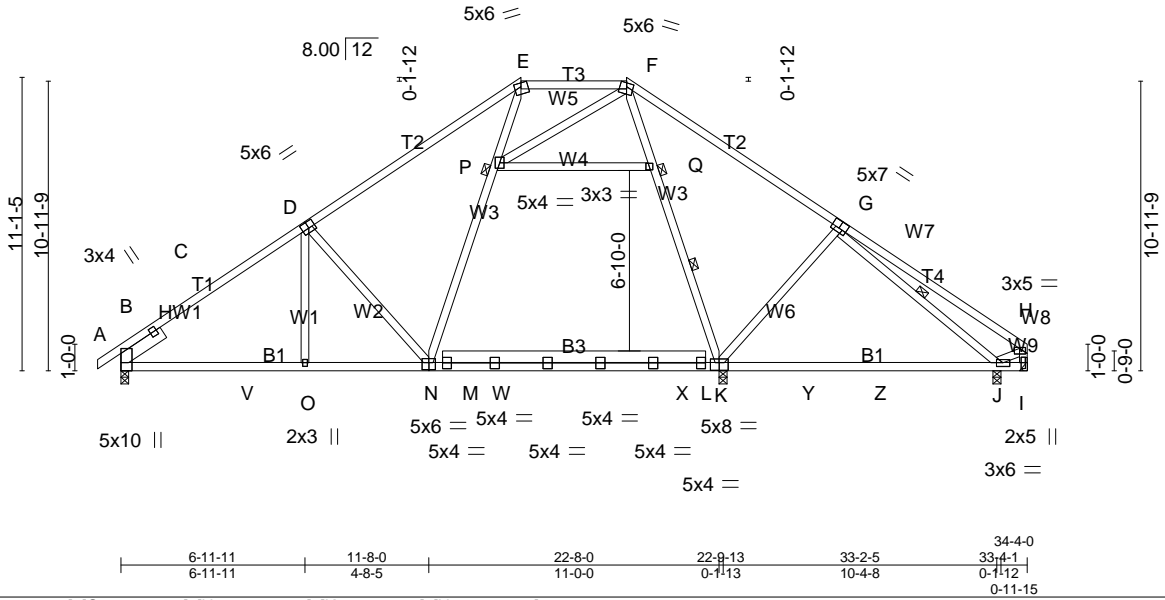 5x6
5x6
8.00 12
0-1-12
0-1-12
E
F
T3
W5
T2
T2
5x6
P
W4
Q
5x7
5x4
3x3
W3
W3
D
G
11-1-5
10-11-9
10-11-9
3x4
C
W7
6-10-0
T1
T4
3x5
B
HW1
H
A
W1
W2
W6
W8
W9
1-0-0
B1
B3
B1
1-0-0
0-9-0
V
O
N
M
W
X
L
K
Y
Z
J
I
5x10
2x3
5x6
5x4
5x4
5x8
2x5
5x4
5x4
5x4
3x6
5x4
34-4-0
6-11-11
11-8-0
22-8-0
22-9-13
33-2-5
33-4-1
6-11-11
4-8-5
11-0-0
0-1-13
10-4-8
0-1-12
0-11-15